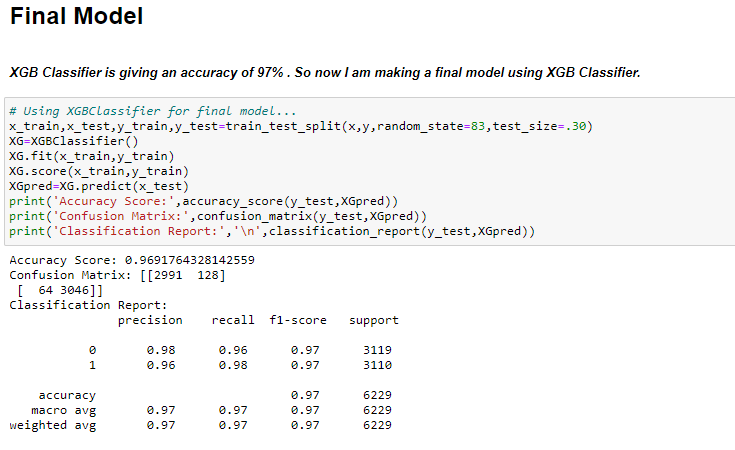 Final Model
XGB Classifier is giving an accuracy of 97% . So now I am making a final model using XGB Classifier.
# Using XGBClassifier for final model...
x_train,x_test,y_train,y_test=train_test_split(x,y,random_state=83,test_size=.30)
XG=XGBClassifier()
XG.fit(x_train,y_train)
XG.score(x_train,y_train)
XGpred=XG.predict(x_test)
print('Accuracy Score:',accuracy_score(y_test,XGpred))
print('Confusion Matrix:',confusion_matrix(y_test,XGpred))
print('Classification Report:','\n',classification_report(y_test,XGpred))
Accuracy Score: 0.9691764328142559
Confusion Matrix: [[2991  128]
 [  64 3046]]
Classification Report:
               precision    recall  f1-score   support

           0       0.98      0.96      0.97      3119
           1       0.96      0.98      0.97      3110

    accuracy                           0.97      6229
   macro avg       0.97      0.97      0.97      6229
weighted avg       0.97      0.97      0.97      6229